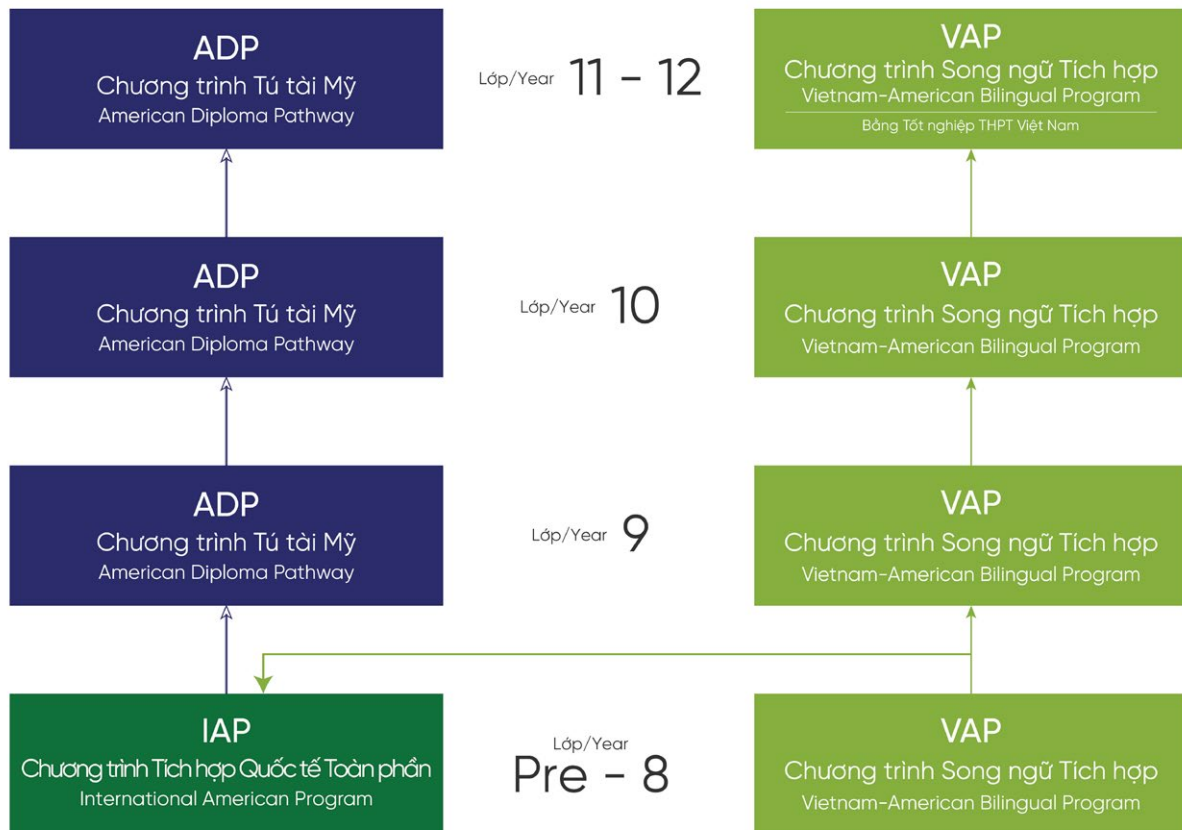 ADP
Chương trình Tú tài Mỹ
American Diploma Pathway
Lớp/Year 11 - 12
VAP
Chương trình Song ngữ Tích hợp
Vietnam-American Bilingual Program
Bằng Tốt nghiệp THPT Việt Nam
ADP
Chương trình Tú tài Mỹ
American Diploma Pathway
Lớp/Year 10
VAP
Chương trình Song ngữ Tích hợp
Vietnam-American Bilingual Program
ADP
Chương trình Tú tài Mỹ
American Diploma Pathway
Lớp/Year 9
VAP
Chương trình Song ngữ Tích hợp
Vietnam-American Bilingual Program
IAP
Chương trình Tích hợp Quốc tế Toàn phần
International American Program
Lớp/Year
Pre - 8
VAP
Chương trình Song ngữ Tích hợp
Vietnam-American Bilingual Program